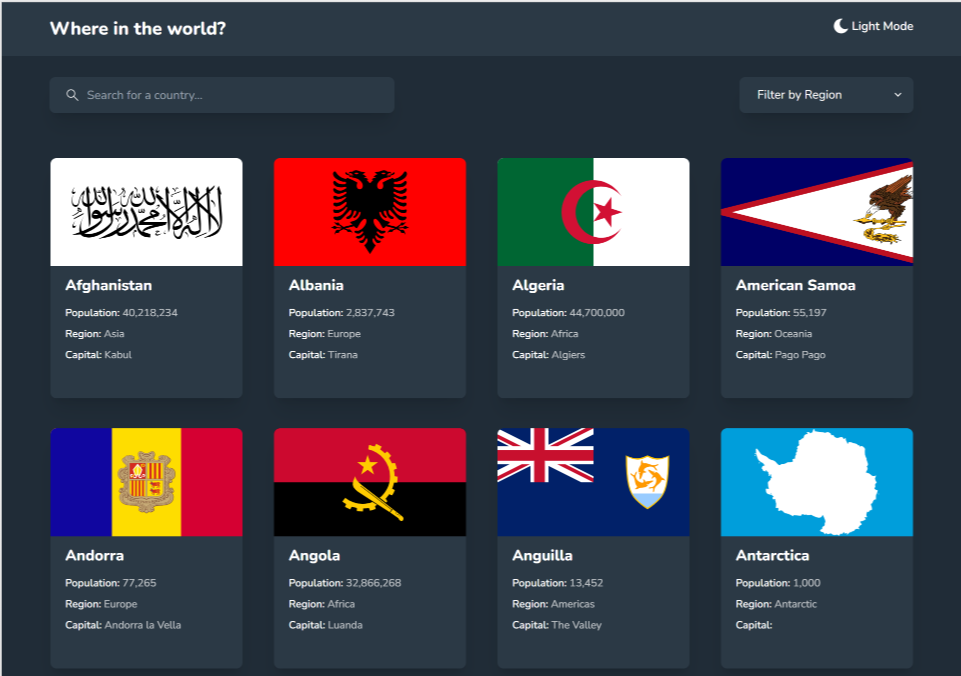 Where in the world?
Light Mode
Search for a country...
Filter by Region
لا إله إلا الله محمد رسول الله
Afghanistan
Population: 40,218,234
Region: Asia
Capital: Kabul
Albania
Population: 2,837,743
Region: Europe
Capital: Tirana
Algeria
Population: 44,700,000
Region: Africa
Capital: Algiers
American Samoa
Population: 55,197
Region: Oceania
Capital: Pago Pago
Andorra
Population: 77,265
Region: Europe
Capital: Andorra la Vella
Angola
Population: 32,866,268
Region: Africa
Capital: Luanda
Anguilla
Population: 13,452
Region: Americas
Capital: The Valley
Antarctica
Population: 1,000
Region: Antarctic
Capital: